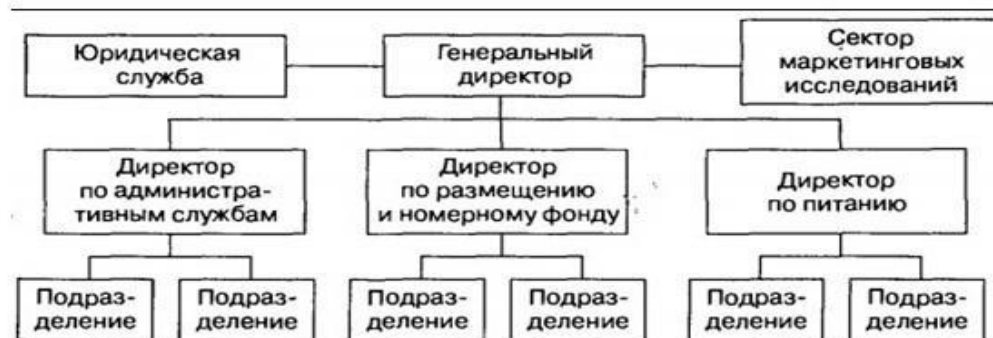 Юридическая
служба
Генеральный
директор
Сектор
маркетинговых
исследований
Директор
по администра-
тивным службам
Директор
по размещению
и номерному фонду
Директор
по питанию
Подраз-
деление
Подраз-
деление
Подраз-
деление
Подраз-
деление
Подраз-
деление
Подраз-
деление